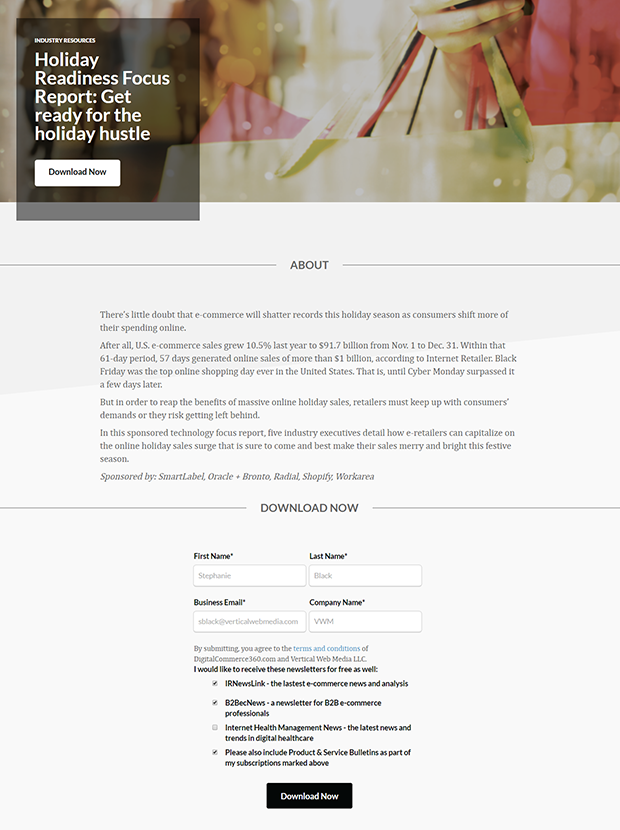 INDUSTRY RESOURCES
Holiday
Readiness Focus
Report: Get
ready for the
holiday hustle
Download Now
ABOUT
There's little doubt that e-commerce will shatter records this holiday season as consumers shift more of
their spending online.
After all, U.S. e-commerce sales grew 10.5% last year to $91.7 billion from Nov. 1 to Dec. 31. Within that
61-day period, 57 days generated online sales of more than $1 billion, according to Internet Retailer. Black
Friday was the top online shopping day ever in the United States. That is, until Cyber Monday surpassed it
a few days later.
But in order to reap the benefits of massive online holiday sales, retailers must keep up with consumers'
demands or they risk getting left behind.
In this sponsored technology focus report, five industry executives detail how e-retailers can capitalize on
the online holiday sales surge that is sure to come and best make their sales merry and bright this festive
season.
Sponsored by: SmartLabel, Oracle + Bronto, Radial, Shopify, Workarea
DOWNLOAD NOW
First Name* Last Name*
Stephanie Black
Business Email* Company Name*
sblack@verticalwebmedia.com VWM
By submitting, you agree to the terms and conditions of
DigitalCommerce360.com and Vertical Web Media LLC.
I would like to receive these newsletters for free as well:
IRNewsLink - the lastest e-commerce news and analysis
B2BecNews - a newsletter for B2B e-commerce
professionals
Internet Health Management News - the latest news and
trends in digital healthcare
Please also include Product & Service Bulletins as part of
my subscriptions marked above
Download Now